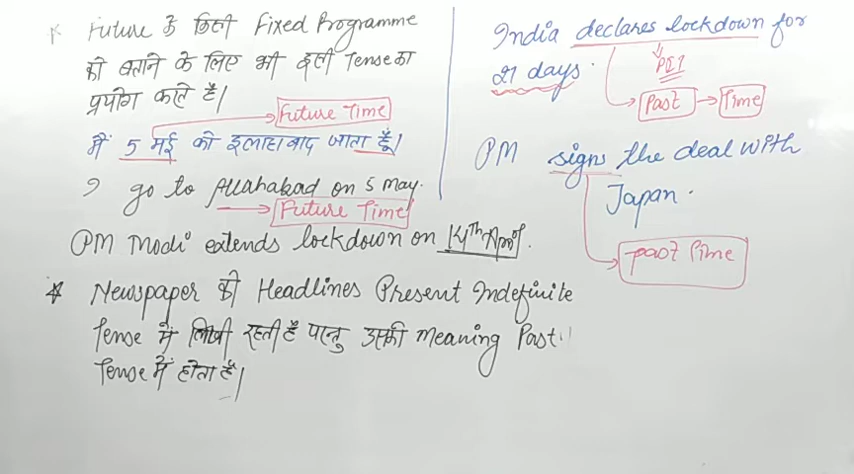 * Future के किसी Fixed Programme
को बताने के लिए भी इसी Tense का
प्रयोग करते हैं।
Future Time
मैं 5 मई को इलाहाबाद जाता हूँ।
I go to Allahabad on 5 May.
Future Time
PM Modi extends lockdown on 14th April.
* Newspaper की Headlines Present Indefinite
Tense में लिखी रहती है परन्तु उसकी meaning Past
Tense में होता है।
India declares lockdown for
21 days.
Past → Time
PM signs the deal with
Japan.
past Time